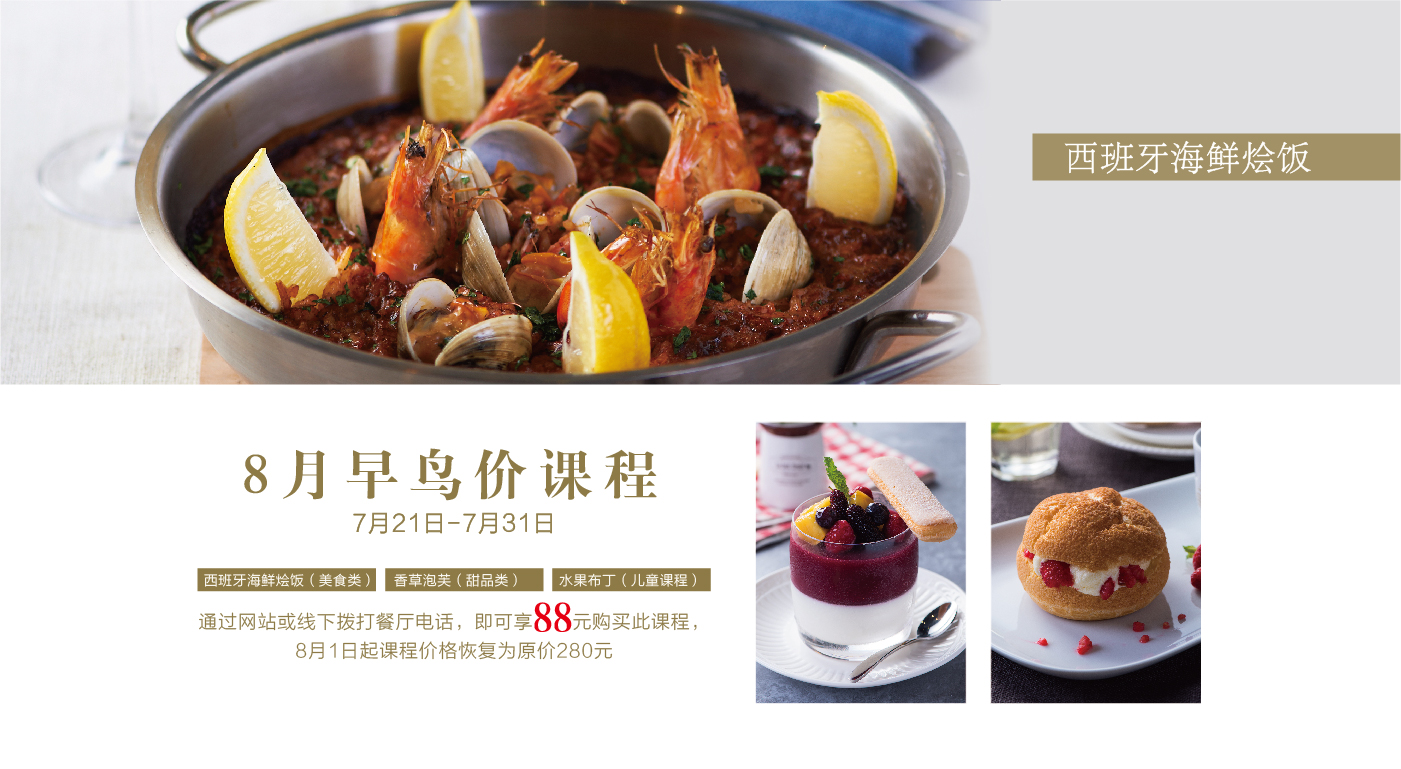 西班牙海鲜烩饭
8月早鸟价课程
7月21日-7月31日
西班牙海鲜烩饭（美食类）
香草泡芙（甜品类）
水果布丁（儿童课程）
通过网站或线下拨打餐厅电话，即可享88元购买此课程，
8月1日起课程价格恢复为原价280元